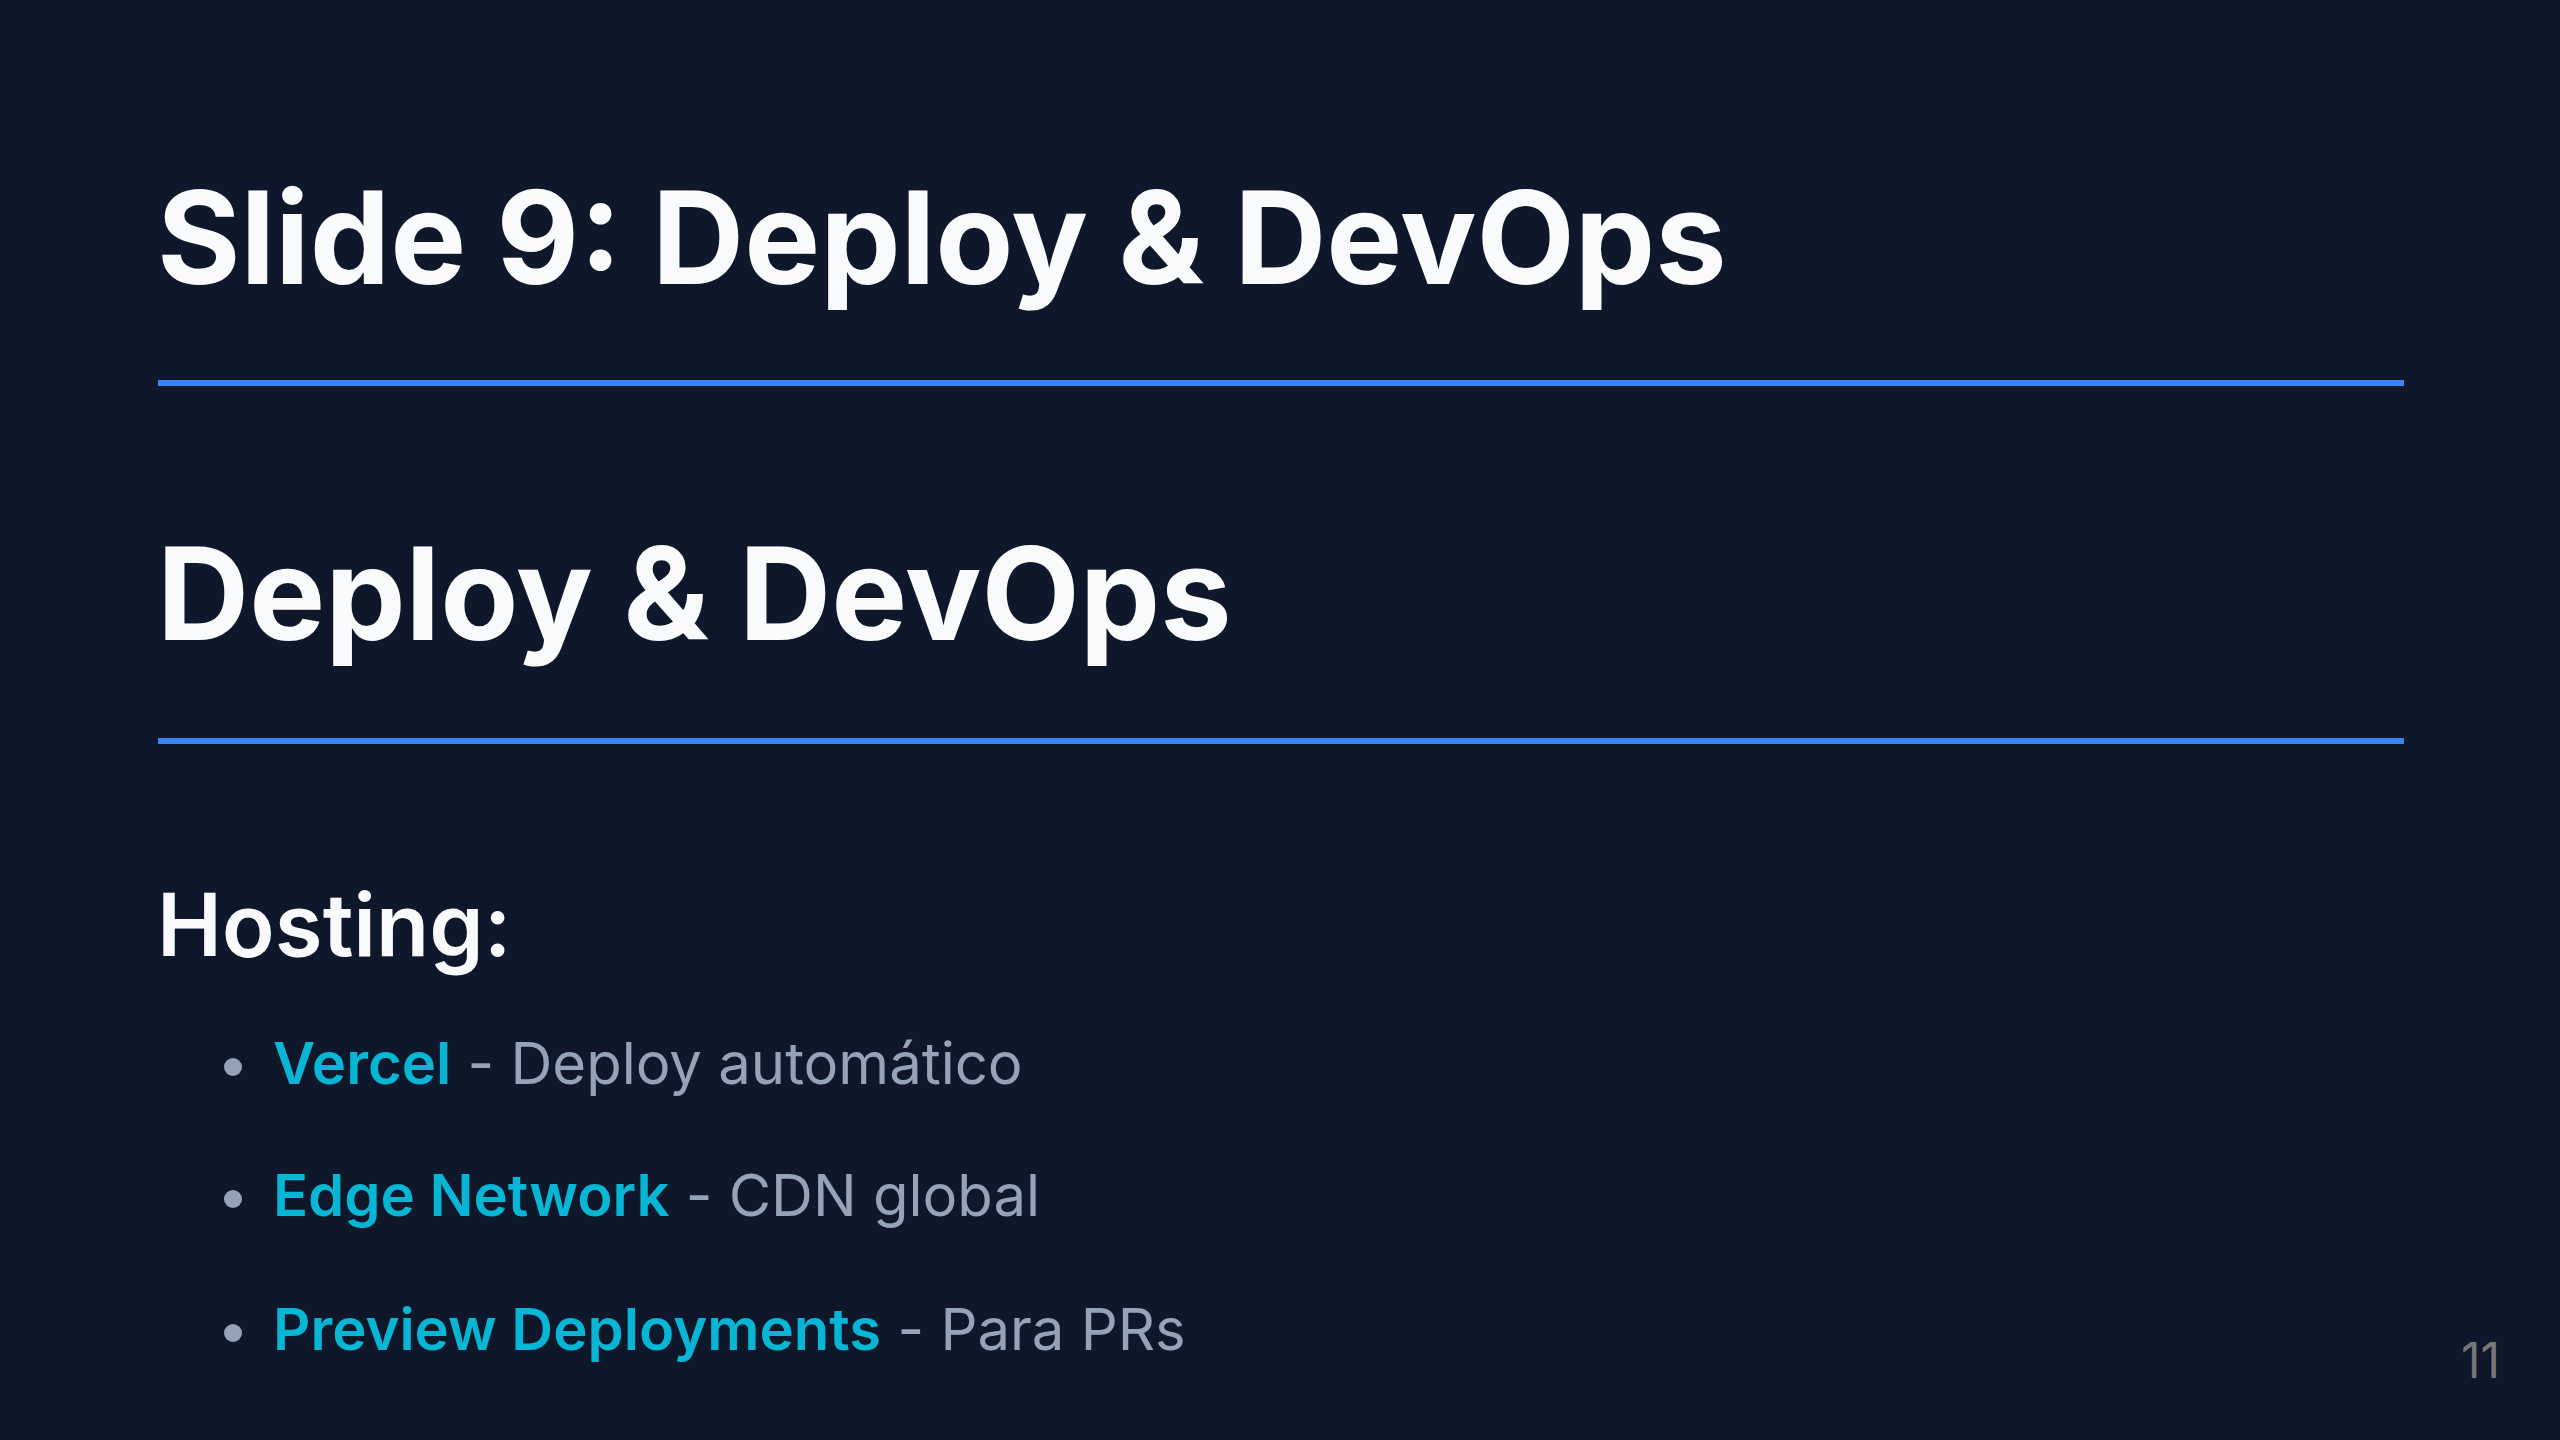 Slide 9: Deploy & DevOps
Deploy & DevOps
Hosting:
• Vercel - Deploy automático
• Edge Network - CDN global
• Preview Deployments - Para PRs
11